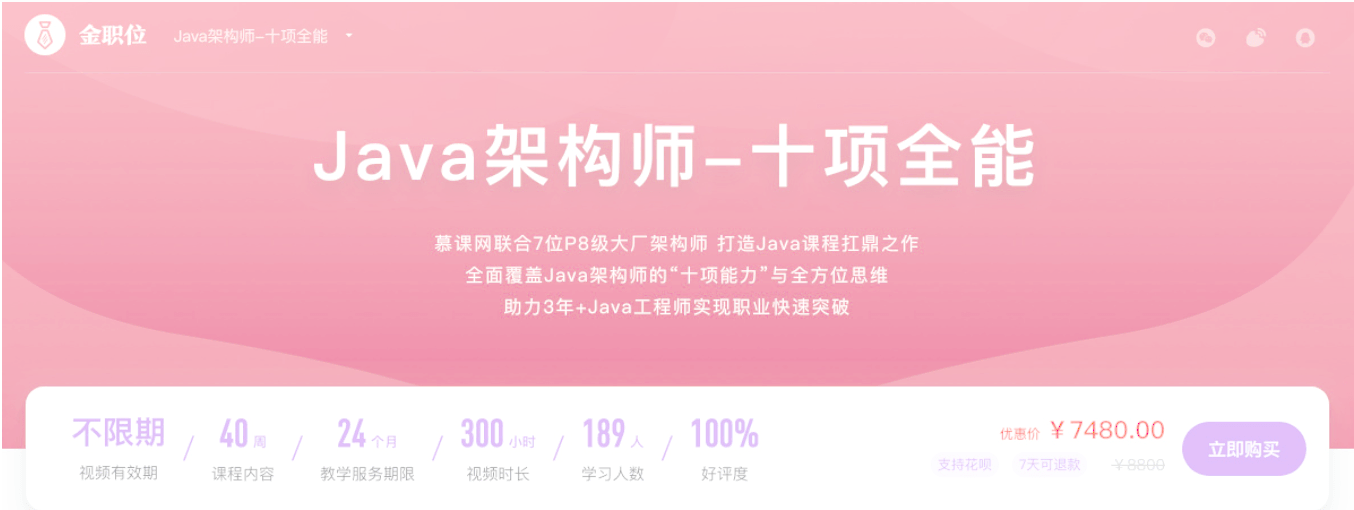 金职位 Java架构师-十项全能
Java架构师-十项全能
慕课网联合7位P8级大厂架构师 打造Java课程扛鼎之作
全面覆盖Java架构师的“十项能力”与全方位思维
助力3年+Java工程师实现职业快速突破
不限期 / 40 周 / 24 个月 / 300 小时 / 189 人 / 100%
视频有效期 课程内容 教学服务期限 视频时长 学习人数 好评度
优惠价 ¥7480.00
支持花呗 7天可退款 ¥8800
立即购买